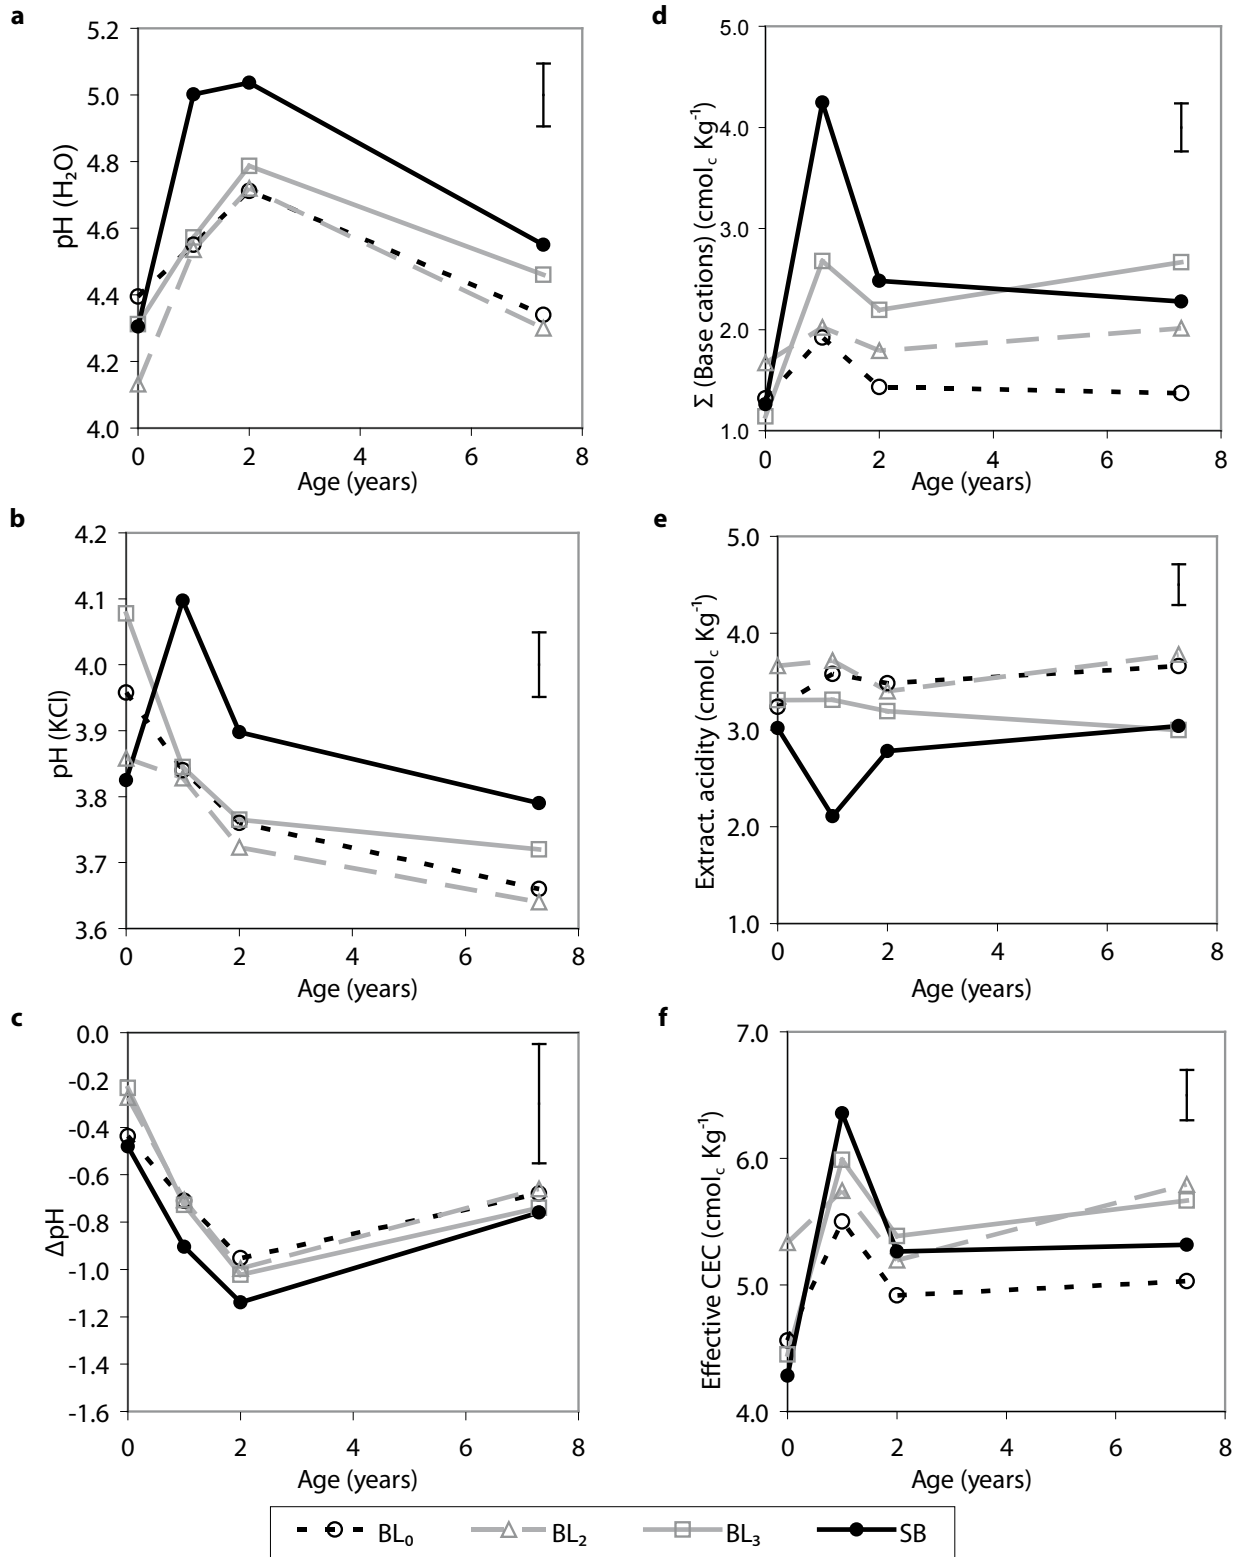 a
5.2
5.0
4.8
4.6
4.4
4.2
4.0
pH (H₂O)
0 2 4 6 8
Age (years)
b
4.2
4.1
4.0
3.9
3.8
3.7
3.6
pH (KCl)
0 2 4 6 8
Age (years)
c
0.0
-0.2
-0.4
-0.6
-0.8
-1.0
-1.2
-1.4
-1.6
ΔpH
0 2 4 6 8
Age (years)
d
5.0
4.0
3.0
2.0
1.0
Σ (Base cations) (cmol꜀ Kg⁻¹)
0 2 4 6 8
Age (years)
e
5.0
4.0
3.0
2.0
1.0
Extract. acidity (cmol꜀ Kg⁻¹)
0 2 4 6 8
Age (years)
f
7.0
6.0
5.0
4.0
Effective CEC (cmol꜀ Kg⁻¹)
0 2 4 6 8
Age (years)
BL₀ BL₂ BL₃ SB